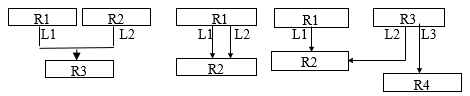 R1 R2 R1 R1 R3
L1 L2 L1 L2 L1 L2 L3
R3 R2 R2
R4